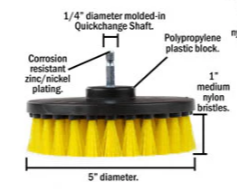 1/4" diameter molded-in
Quickchange Shaft.
Polypropylene
plastic block.
Corrosion
resistant
zinc/nickel
plating.
1"
medium
nylon
bristles.
5" diameter.